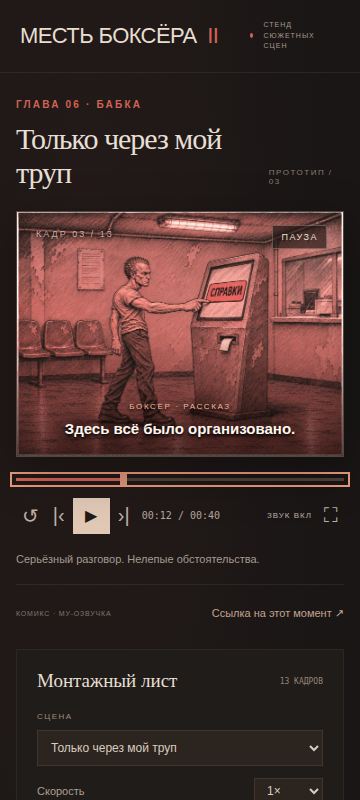 МЕСТЬ БОКСЁРА II
СТЕНД
СЮЖЕТНЫХ
СЦЕН
ГЛАВА 06 · БАБКА
Только через мой
труп
ПРОТОТИП /
03
КАДР 03 / 13
ПАУЗА
СПРАВКИ
БОКСЕР · РАССКАЗ
Здесь всё было организовано.
00:12 / 00:40
ЗВУК ВКЛ
Серьёзный разговор. Нелепые обстоятельства.
КОМИКС · МУ-ОЗВУЧКА
Ссылка на этот момент ↗
Монтажный лист
13 КАДРОВ
СЦЕНА
Только через мой труп
Скорость
1×